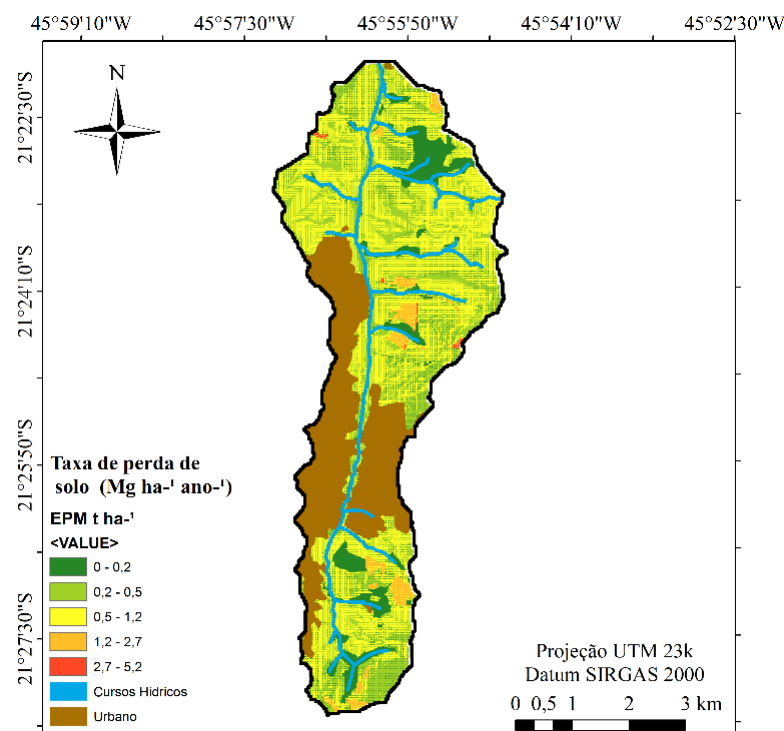 45°59'10"W 45°57'30"W 45°55'50"W 45°54'10"W 45°52'30"W
N
21°22'30"S
21°24'10"S
21°25'50"S
21°27'30"S
Taxa de perda de
solo (Mg ha-¹ ano-¹)
EPM t ha-¹
<VALUE>
0 - 0,2
0,2 - 0,5
0,5 - 1,2
1,2 - 2,7
2,7 - 5,2
Cursos Hidricos
Urbano
Projeção UTM 23k
Datum SIRGAS 2000
0 0,5 1 2 3 km